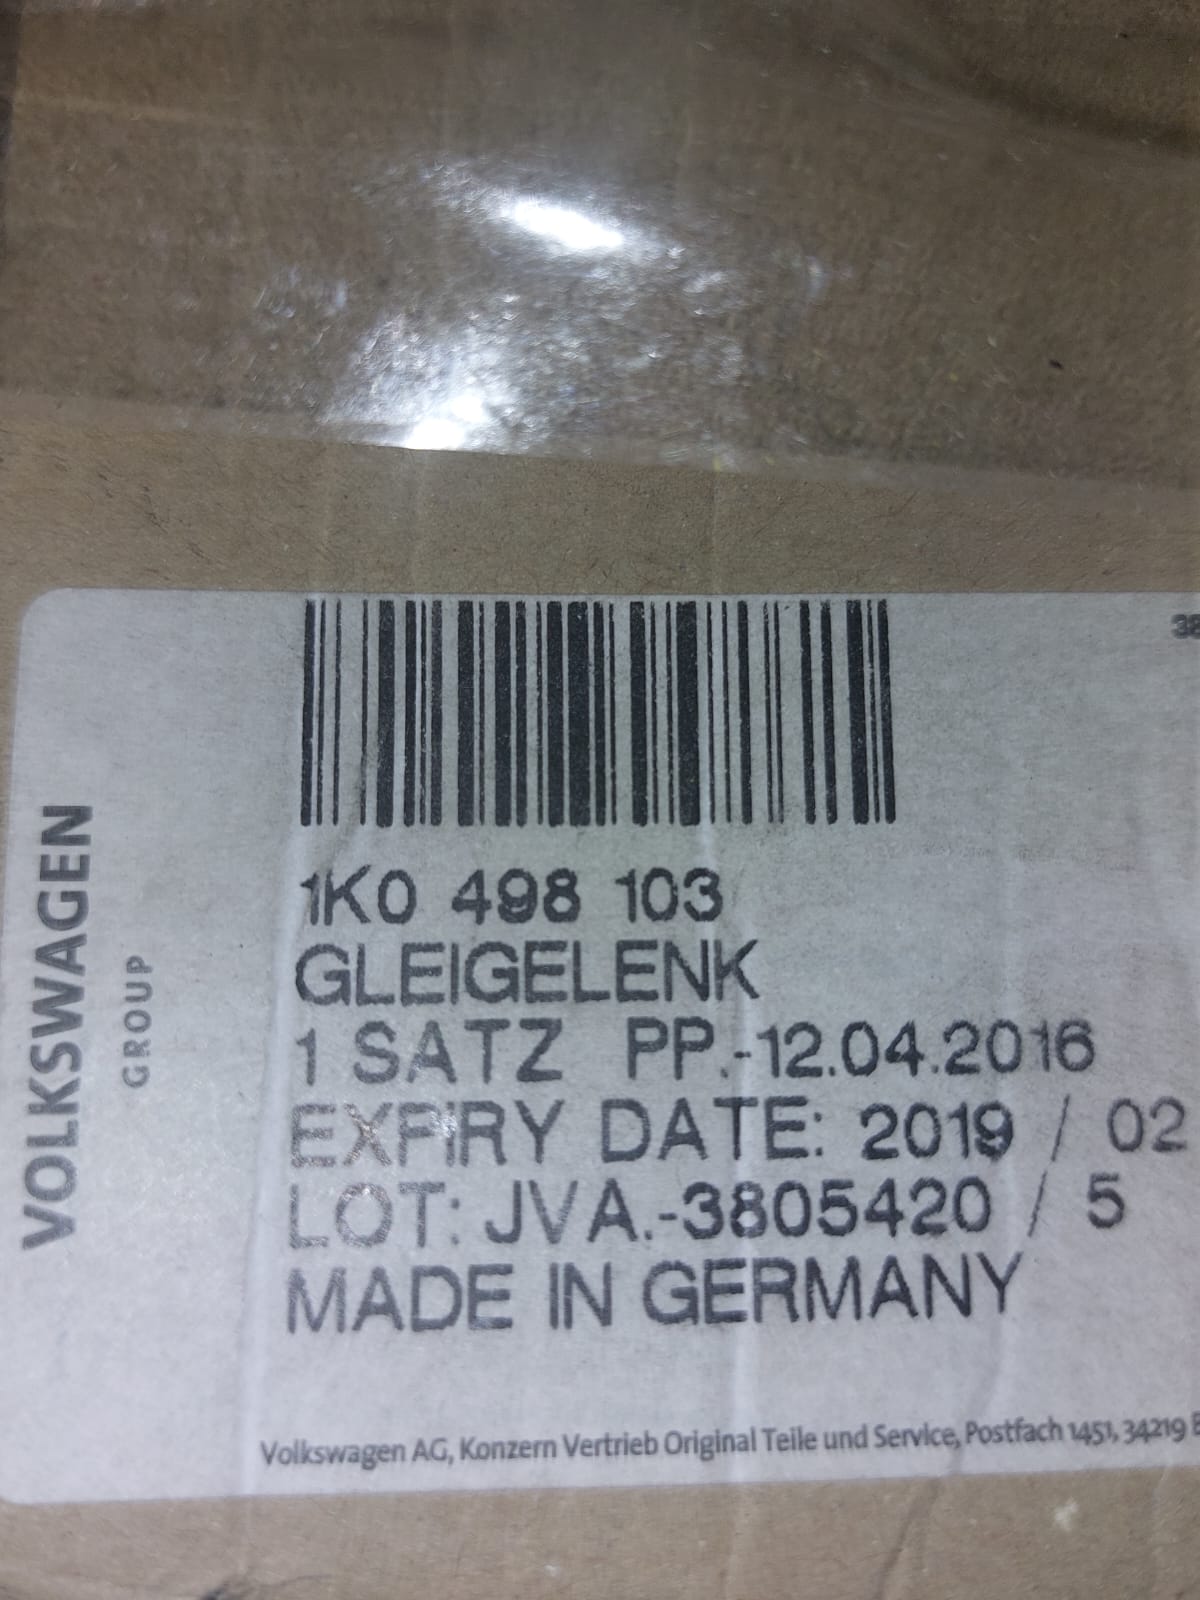 38
VOLKSWAGEN
GROUP
1K0 498 103
GLEIGELENK
1 SATZ PP.-12.04.2016
EXPIRY DATE: 2019 / 02
LOT: JVA.-3805420 / 5
MADE IN GERMANY
Volkswagen AG, Konzern Vertrieb Original Teile und Service, Postfach 1451, 34219